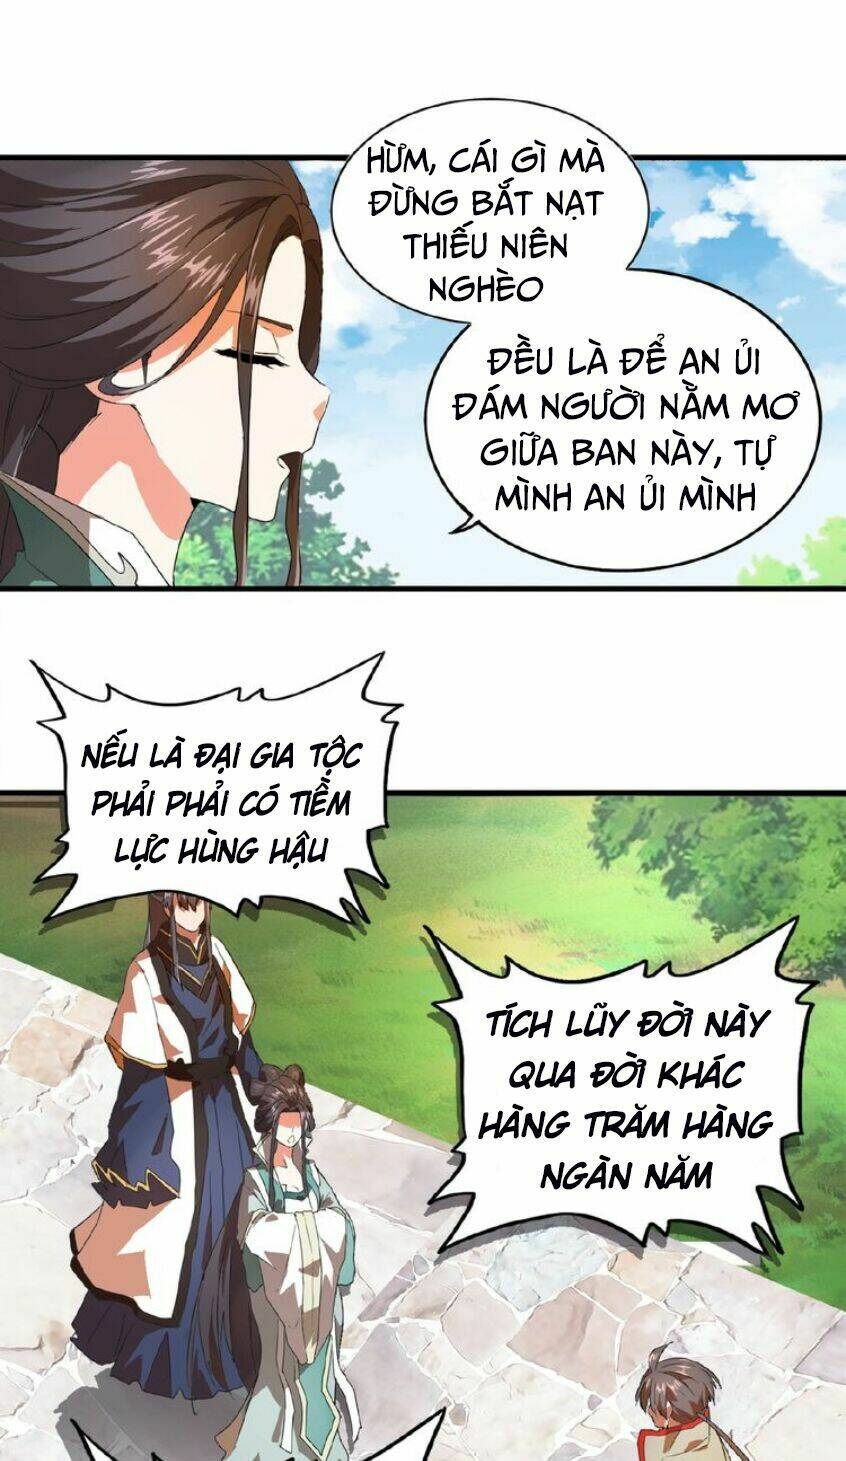 HỪM, CÁI GÌ MÀ
ĐỪNG BẮT NẠT
THIẾU NIÊN
NGHÈO
ĐỀU LÀ ĐỂ AN ỦI
ĐÁM NGƯỜI NẰM MƠ
GIỮA BAN NÀY, TỰ
MÌNH AN ỦI MÌNH
NẾU LÀ ĐẠI GIA TỘC
PHẢI PHẢI CÓ TIỀM
LỰC HÙNG HẬU
TÍCH LŨY ĐỜI NÀY
QUA ĐỜI KHÁC
HÀNG TRĂM HÀNG
NGÀN NĂM